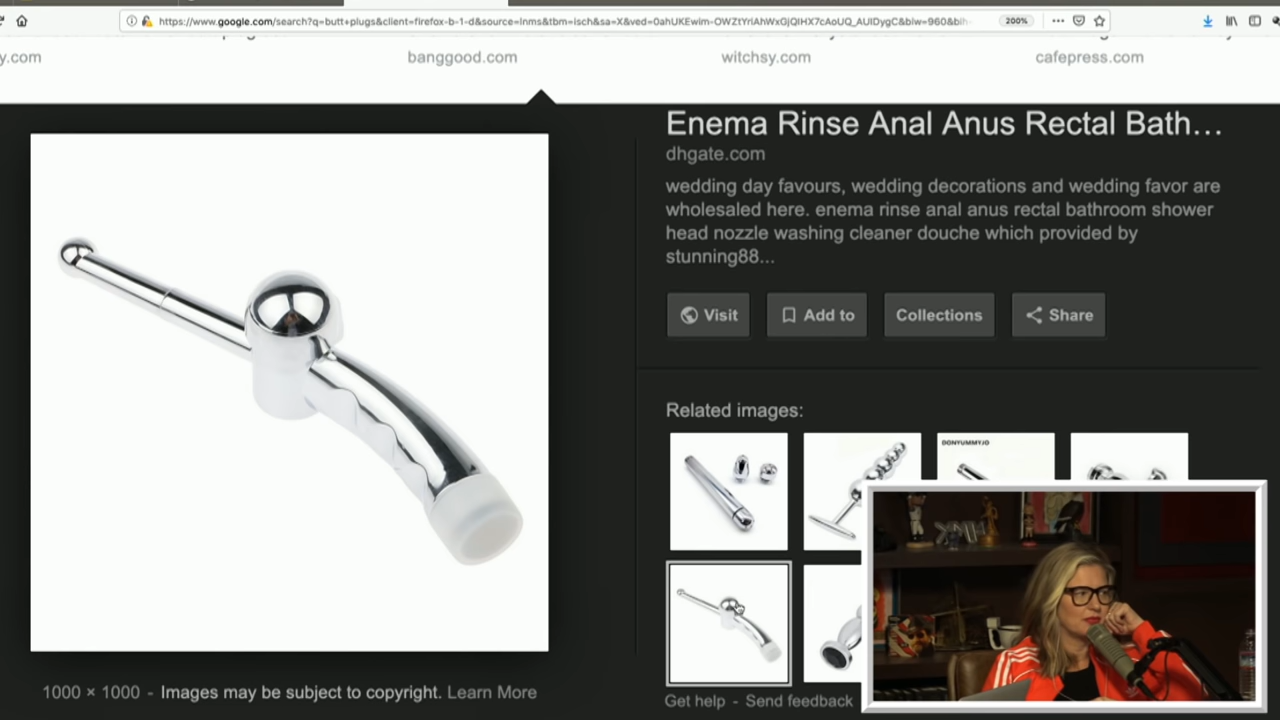 https://www.google.com/search?q=butt+plugs&client=firefox-b-1-d&source=lnms&tbm=isch&sa=X&ved=0ahUKEwim-OWZtYriAhWxGjQIHX7cAoUQ_AUIDygC&biw=960&bih
200%
y.com
banggood.com
witchsy.com
cafepress.com
Enema Rinse Anal Anus Rectal Bath...
dhgate.com
wedding day favours, wedding decorations and wedding favor are
wholesaled here. enema rinse anal anus rectal bathroom shower
head nozzle washing cleaner douche which provided by
stunning88...
Visit
Add to
Collections
Share
Related images:
DONYUMMYJO
1000 × 1000 - Images may be subject to copyright. Learn More
Get help - Send feedback